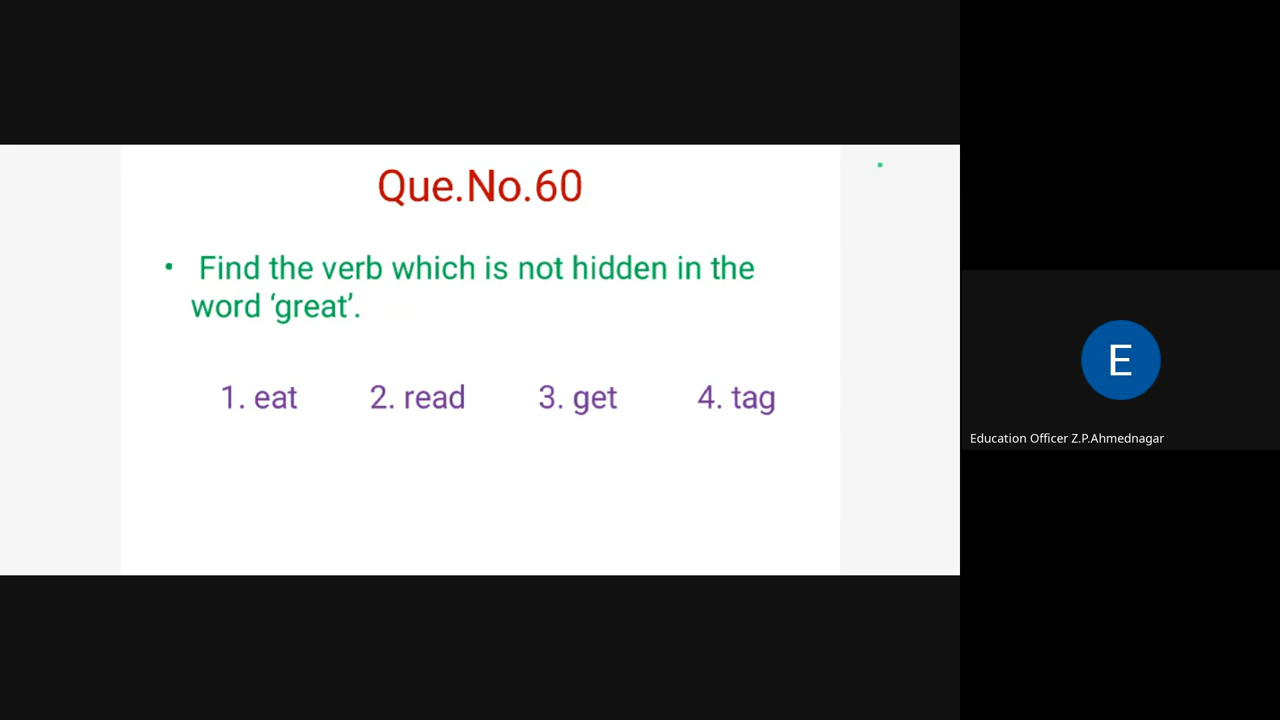 Que.No.60
• Find the verb which is not hidden in the
word ‘great’.
1. eat 2. read 3. get 4. tag
E
Education Officer Z.P.Ahmednagar